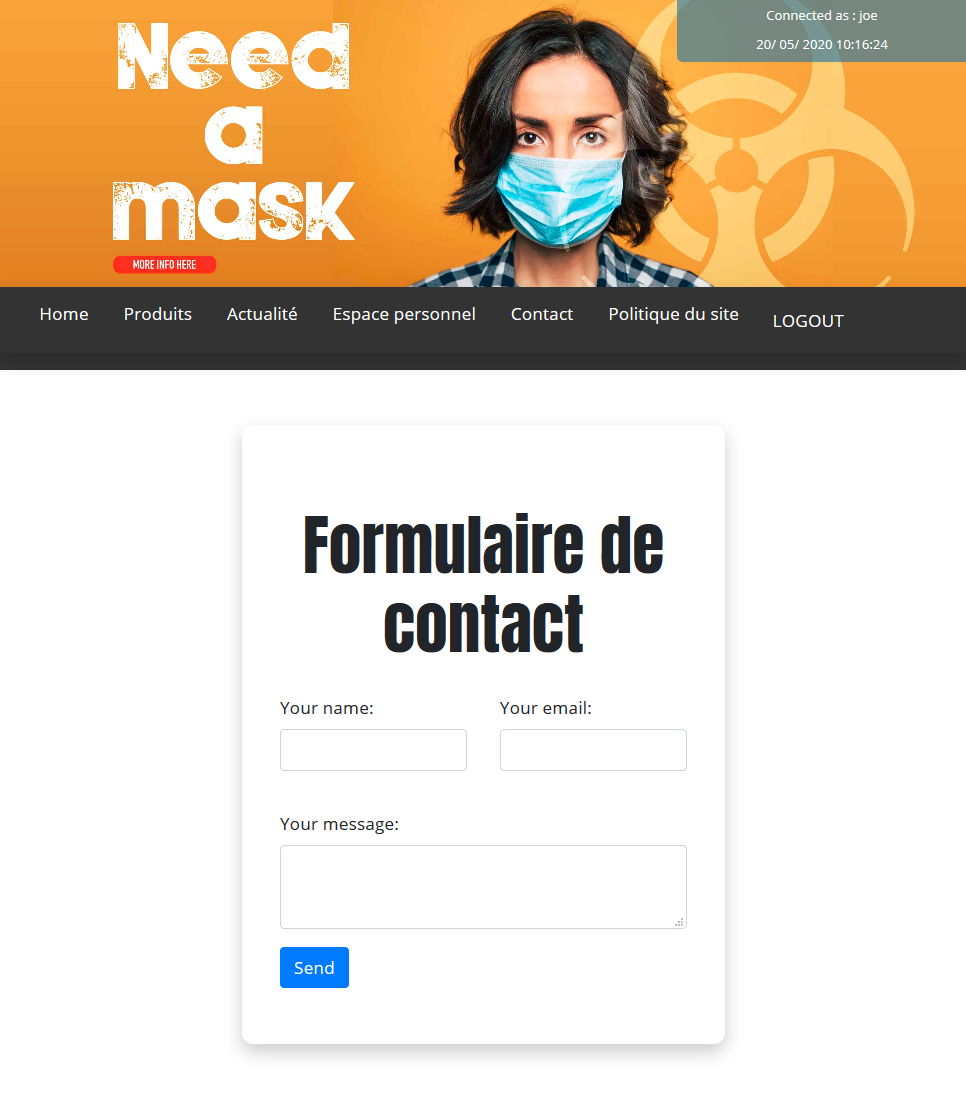 Need
a
mask
MORE INFO HERE
Connected as : joe
20/ 05/ 2020 10:16:24
Home Produits Actualité Espace personnel Contact Politique du site LOGOUT
Formulaire de
contact
Your name: Your email:
Your message:
Send